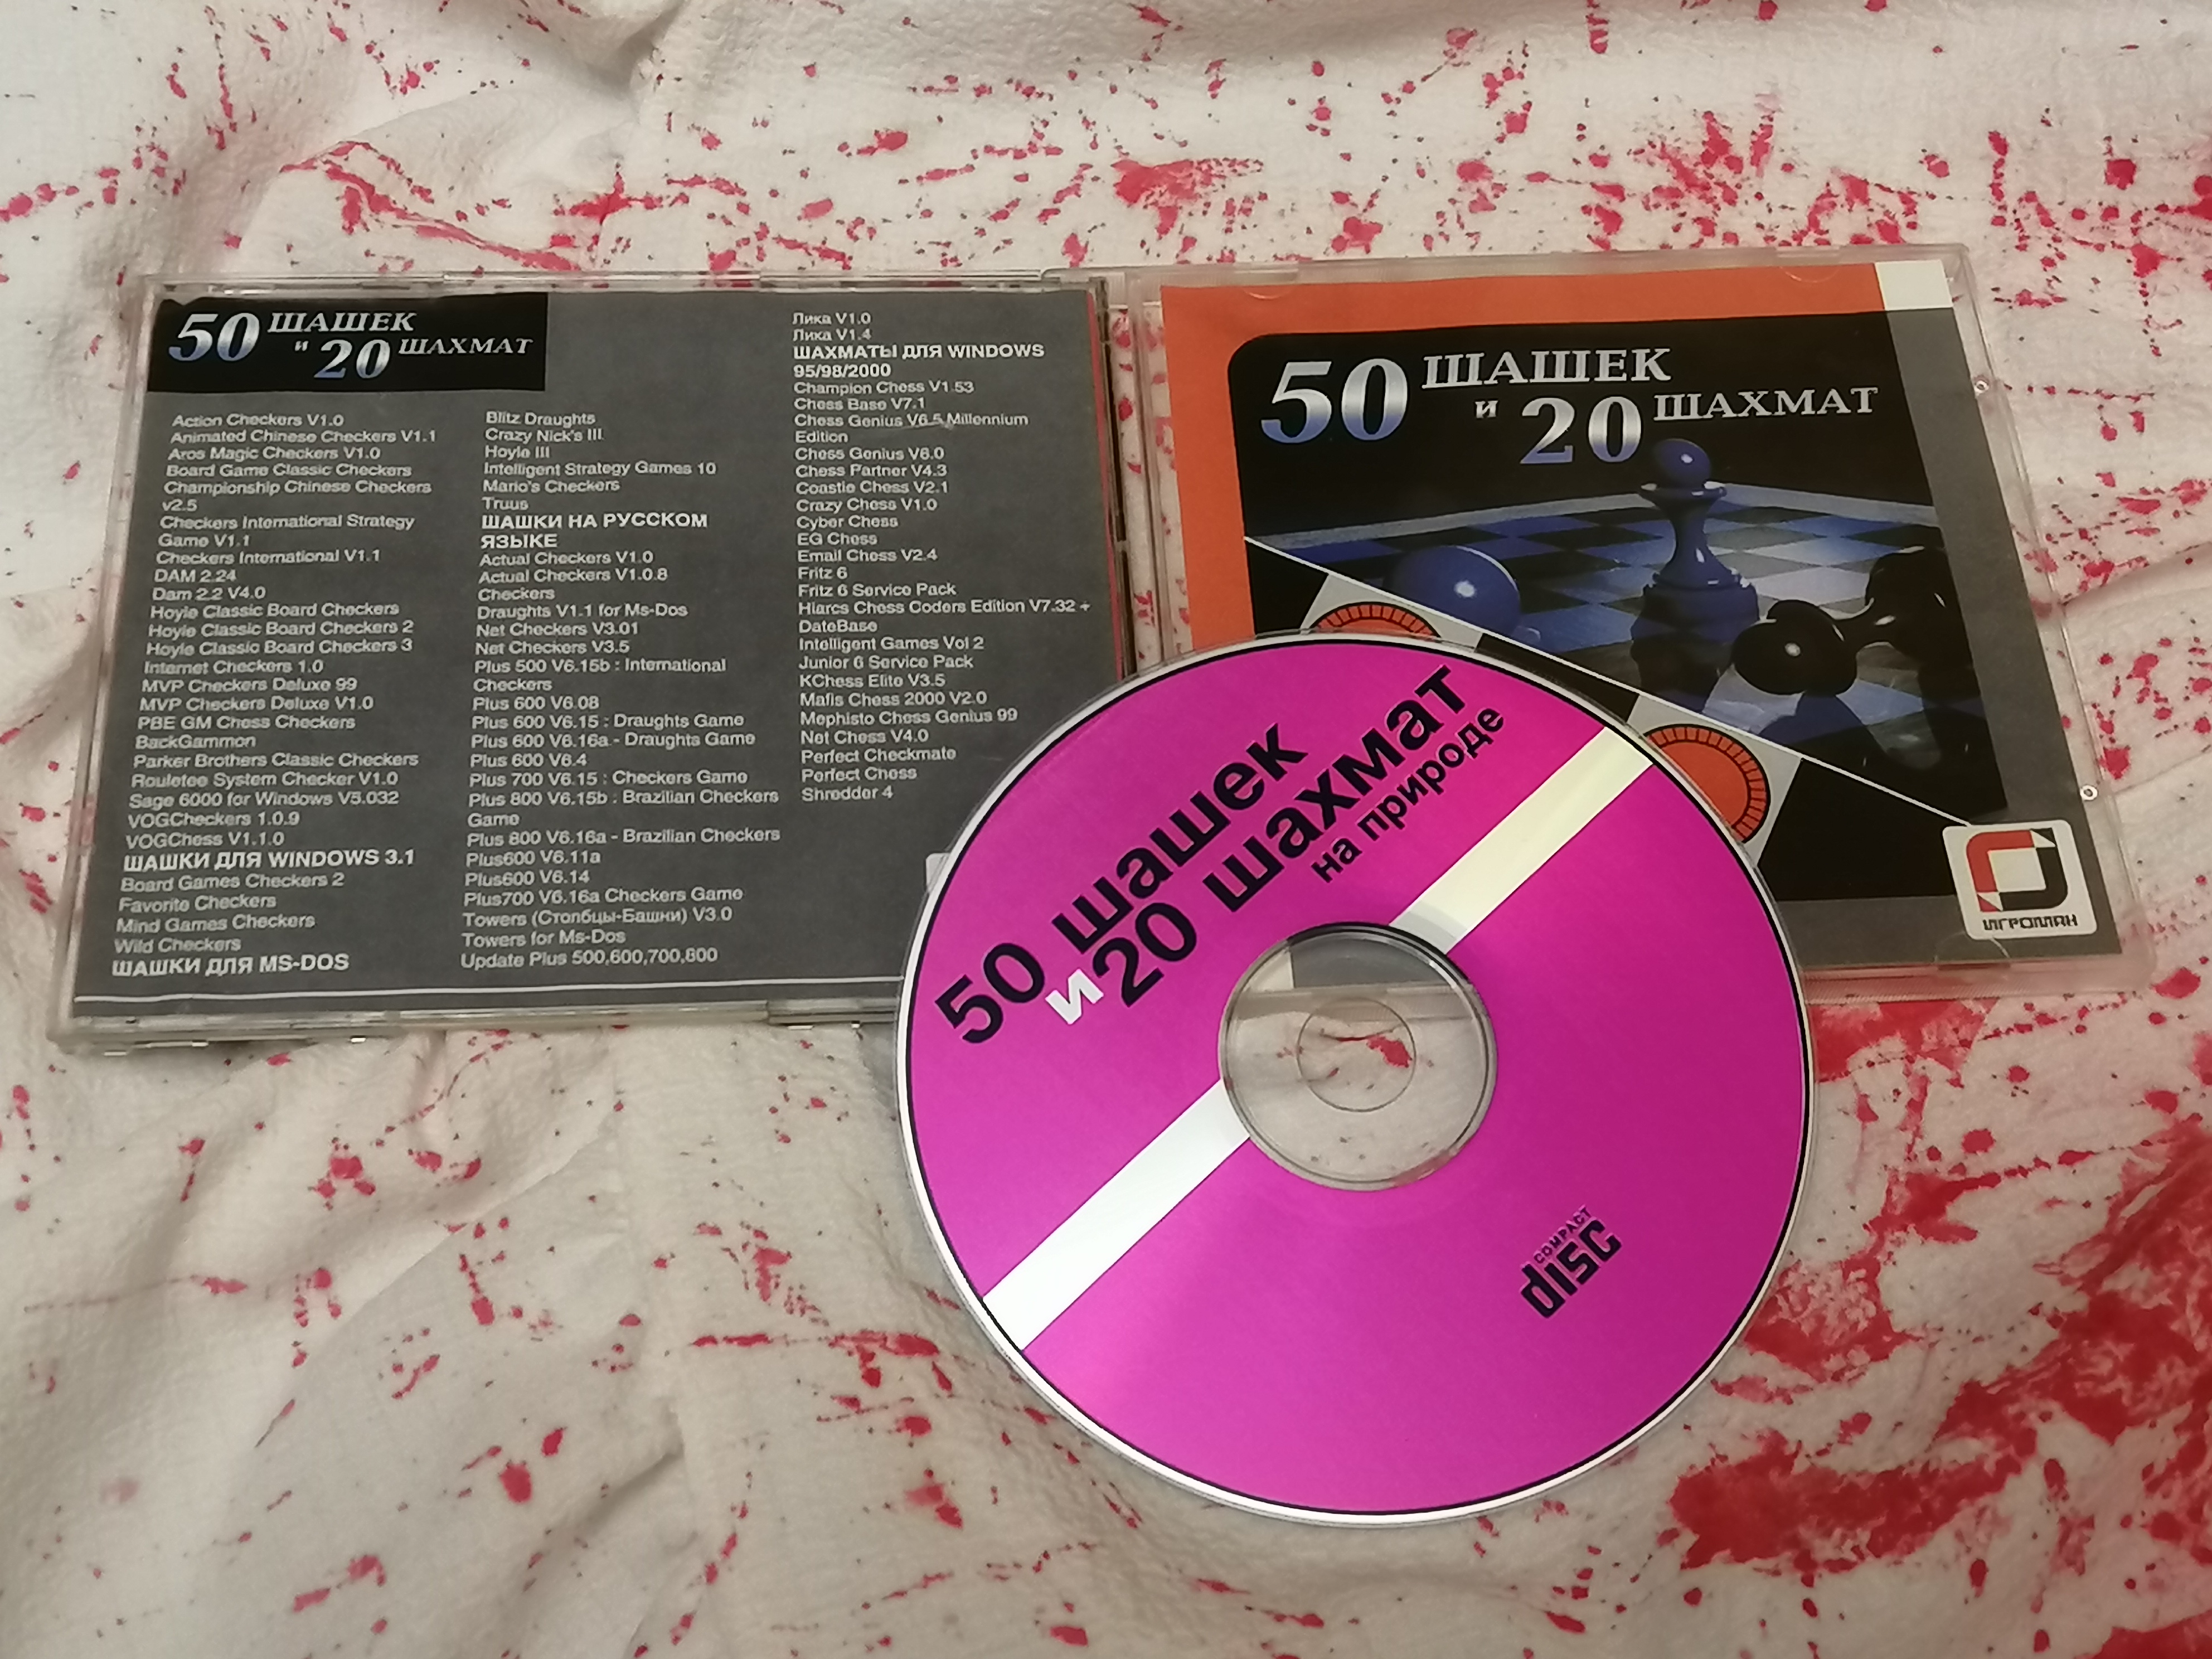 50 ШАШЕК
и 20 ШАХМАТ
Action Checkers V1.0
Animated Chinese Checkers V1.1
Aros Magic Checkers V1.0
Board Game Classic Checkers
Championship Chinese Checkers
v2.5
Checkers International Strategy
Game V1.1
Checkers International V1.1
DAM 2.24
Dam 2.2 V4.0
Hoyle Classic Board Checkers
Hoyle Classic Board Checkers 2
Hoyle Classic Board Checkers 3
Internet Checkers 1.0
MVP Checkers Deluxe 99
MVP Checkers Deluxe V1.0
PBE GM Chess Checkers
BackGammon
Parker Brothers Classic Checkers
Rouletee System Checker V1.0
Sage 6000 for Windows V5.032
VOGCheckers 1.0.9
VOGChess V1.1.0
ШАШКИ ДЛЯ WINDOWS 3.1
Board Games Checkers 2
Favorite Checkers
Mind Games Checkers
Wild Checkers
ШАШКИ ДЛЯ MS-DOS
Blitz Draughts
Crazy Nick's III
Hoyle III
Intelligent Strategy Games 10
Mario's Checkers
Truus
ШАШКИ НА РУССКОМ
ЯЗЫКЕ
Actual Checkers V1.0
Actual Checkers V1.0.8
Checkers
Draughts V1.1 for Ms-Dos
Net Checkers V3.01
Net Checkers V3.5
Plus 500 V6.15b : International
Checkers
Plus 600 V6.08
Plus 600 V6.15 : Draughts Game
Plus 600 V6.16a - Draughts Game
Plus 600 V6.4
Plus 700 V6.15 : Checkers Game
Plus 800 V6.15b : Brazilian Checkers
Game
Plus 800 V6.16a - Brazilian Checkers
Plus600 V6.11a
Plus600 V6.14
Plus700 V6.16a Checkers Game
Towers (Столбцы-Башни) V3.0
Towers for Ms-Dos
Update Plus 500,600,700,800
Лика V1.0
Лика V1.4
ШАХМАТЫ ДЛЯ WINDOWS
95/98/2000
Champion Chess V1.53
Chess Base V7.1
Chess Genius V6.5 Millennium
Edition
Chess Genius V6.0
Chess Partner V4.3
Coastle Chess V2.1
Crazy Chess V1.0
Cyber Chess
EG Chess
Email Chess V2.4
Fritz 6
Fritz 6 Service Pack
Hiarcs Chess Coders Edition V7.32 +
DateBase
Intelligent Games Vol 2
Junior 6 Service Pack
KChess Elite V3.5
Mafis Chess 2000 V2.0
Mephisto Chess Genius 99
Net Chess V4.0
Perfect Checkmate
Perfect Chess
Shredder 4
50 ШАШЕК
и 20 ШАХМАТ
ИГРОМАН
50 шашек
и 20 шахмат
на природе
COMPACT
disc